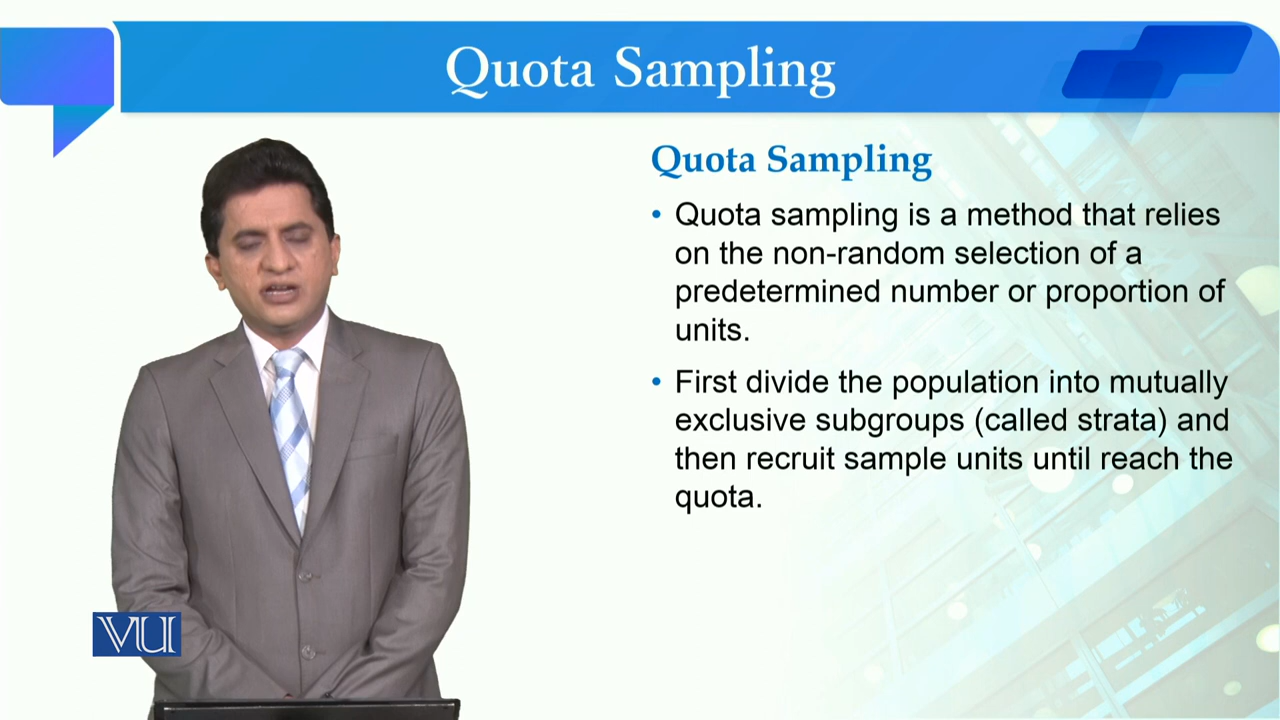 Quota Sampling
Quota Sampling
• Quota sampling is a method that relies
on the non-random selection of a
predetermined number or proportion of
units.
• First divide the population into mutually
exclusive subgroups (called strata) and
then recruit sample units until reach the
quota.
VU